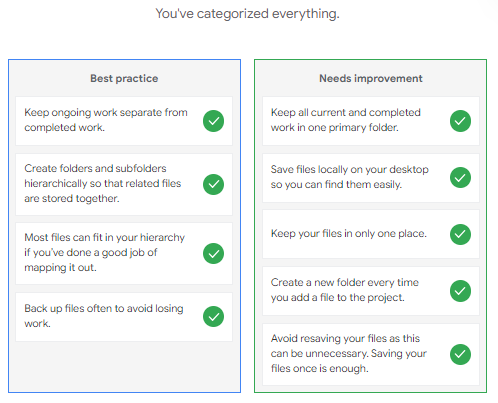 You've categorized everything.
Best practice
Keep ongoing work separate from
completed work.
Create folders and subfolders
hierarchically so that related files
are stored together.
Most files can fit in your hierarchy
if you've done a good job of
mapping it out.
Back up files often to avoid losing
work.
Needs improvement
Keep all current and completed
work in one primary folder.
Save files locally on your desktop
so you can find them easily.
Keep your files in only one place.
Create a new folder every time
you add a file to the project.
Avoid resaving your files as this
can be unnecessary. Saving your
files once is enough.